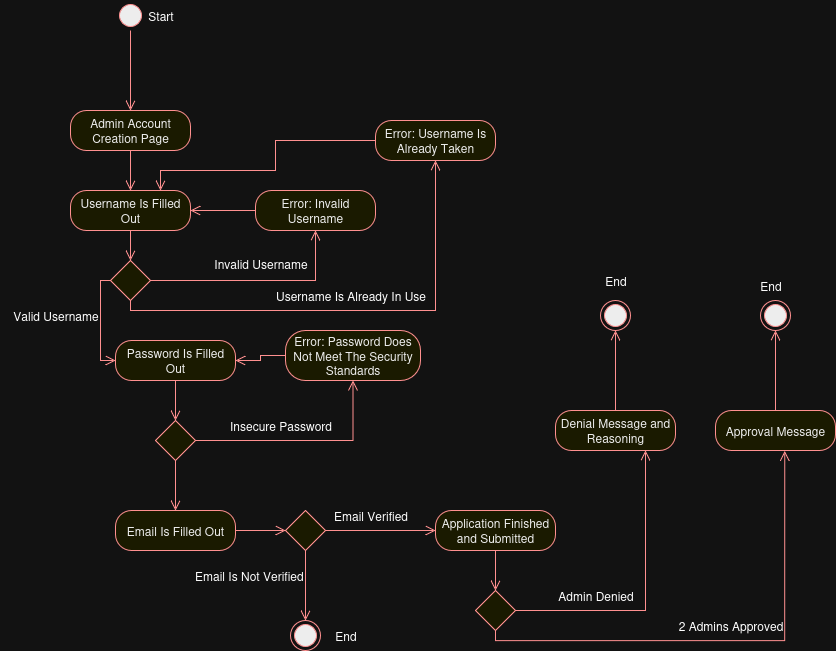 Start
Admin Account
Creation Page
Error: Username Is
Already Taken
Username Is Filled
Out
Error: Invalid
Username
Invalid Username
Username Is Already In Use
Valid Username
End
End
Password Is Filled
Out
Error: Password Does
Not Meet The Security
Standards
Insecure Password
Denial Message and
Reasoning
Approval Message
Email Is Filled Out
Email Verified
Application Finished
and Submitted
Email Is Not Verified
Admin Denied
2 Admins Approved
End